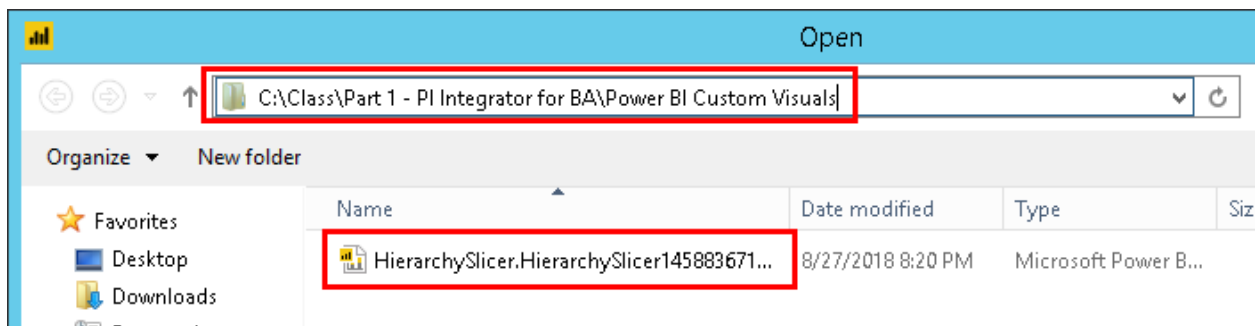 Open
C:\Class\Part 1 - PI Integrator for BA\Power BI Custom Visuals
Organize New folder
Name Date modified Type Siz
Favorites
Desktop
HierarchySlicer.HierarchySlicer145883671... 8/27/2018 8:20 PM Microsoft Power B...
Downloads